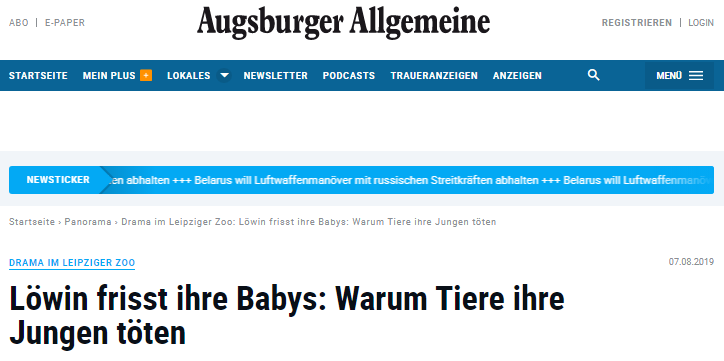 ABO | E-PAPER
Augsburger Allgemeine
REGISTRIEREN | LOGIN
STARTSEITE MEIN PLUS + LOKALES NEWSLETTER PODCASTS TRAUERANZEIGEN ANZEIGEN MENÜ
NEWSTICKER en abhalten +++ Belarus will Luftwaffenmanöver mit russischen Streitkräften abhalten +++ Belarus will Luftwaffenmanöv
Startseite › Panorama › Drama im Leipziger Zoo: Löwin frisst ihre Babys: Warum Tiere ihre Jungen töten
DRAMA IM LEIPZIGER ZOO 07.08.2019
Löwin frisst ihre Babys: Warum Tiere ihre
Jungen töten